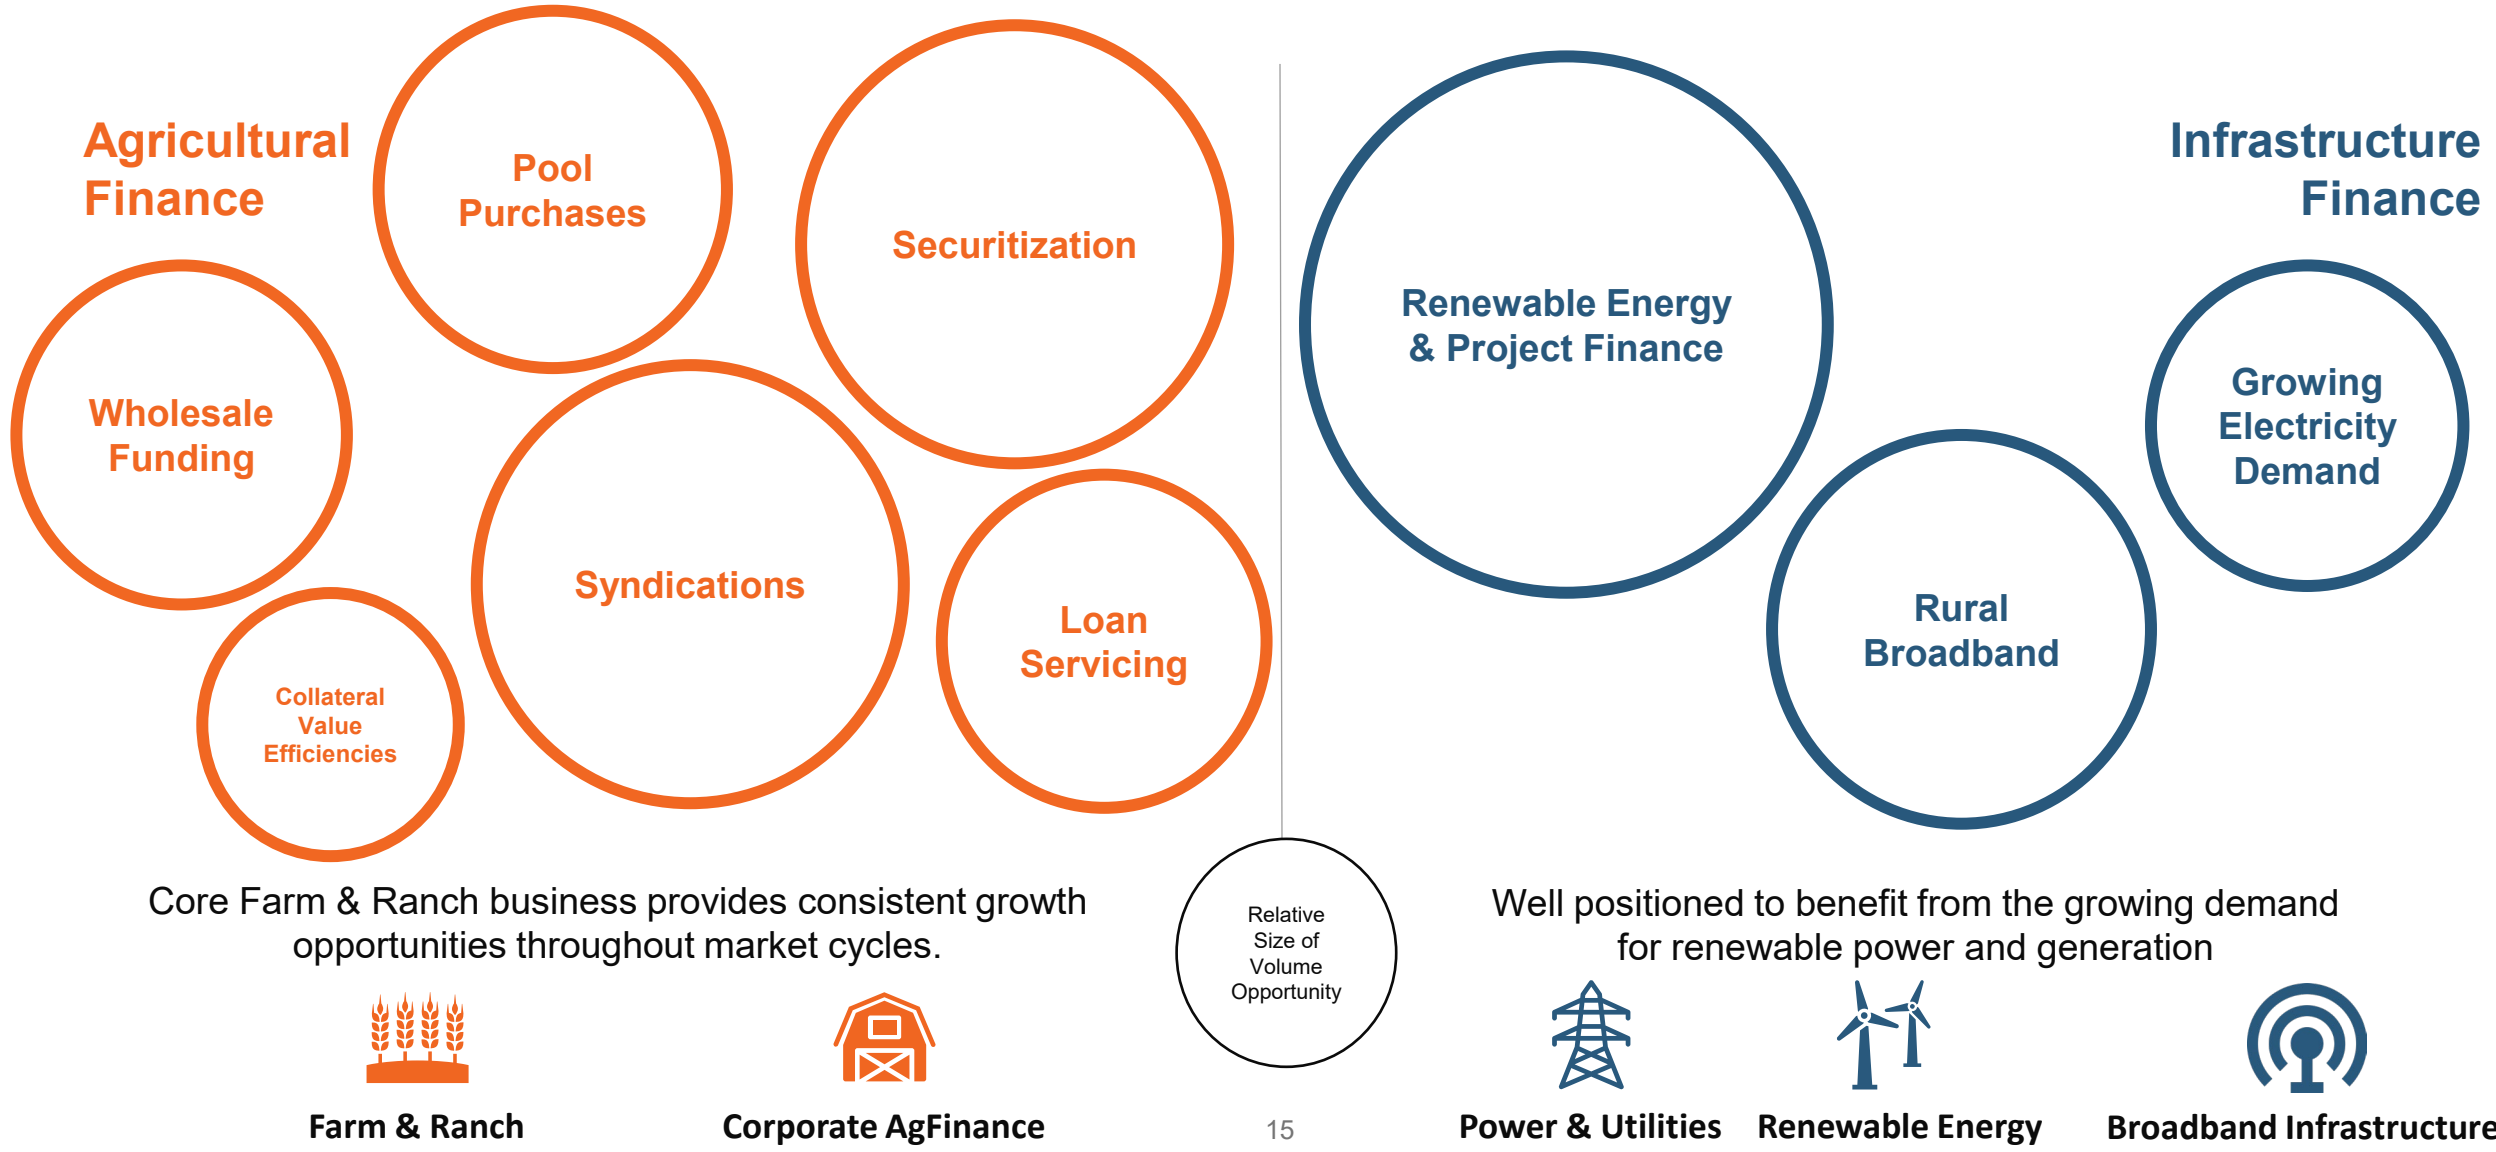 Agricultural
Finance
Pool
Purchases
Securitization
Wholesale
Funding
Syndications
Loan
Servicing
Collateral
Value
Efficiencies
Infrastructure
Finance
Renewable Energy
& Project Finance
Growing
Electricity
Demand
Rural
Broadband
Core Farm & Ranch business provides consistent growth
opportunities throughout market cycles.
Relative
Size of
Volume
Opportunity
Well positioned to benefit from the growing demand
for renewable power and generation
Farm & Ranch
Corporate AgFinance
15
Power & Utilities
Renewable Energy
Broadband Infrastructure